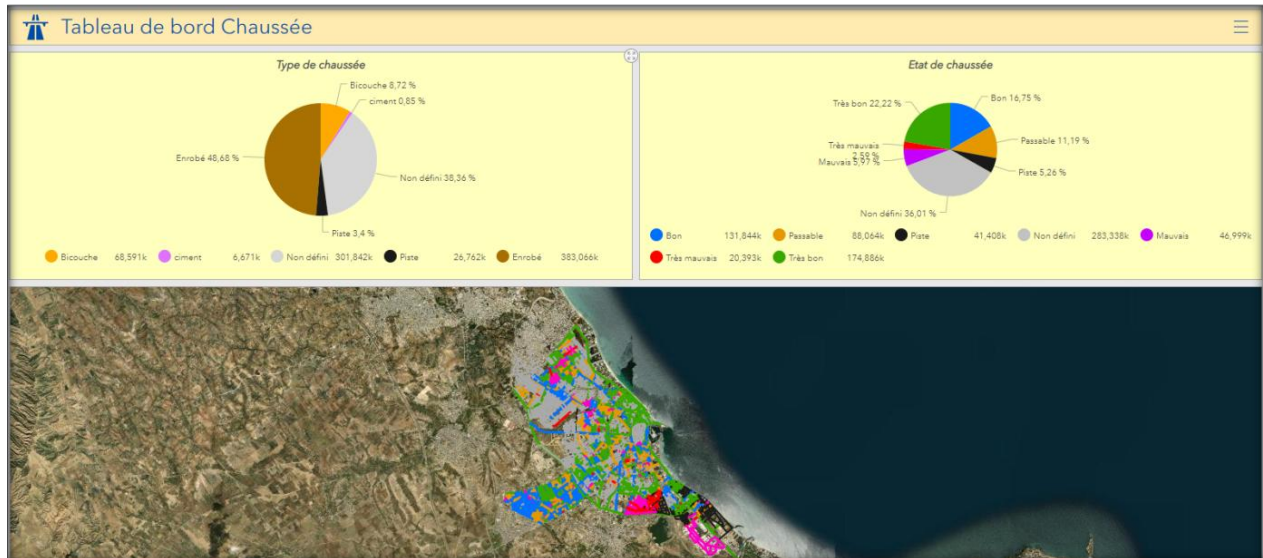 Tableau de bord Chaussée
Type de chaussée
Bicouche 8,72 %
ciment 0,85 %
Enrobé 48,68 %
Non défini 38,36 %
Piste 3,4 %
Bicouche 68,591k ciment 6,671k Non défini 301,842k Piste 26,762k Enrobé 383,066k
Etat de chaussée
Bon 16,75 %
Très bon 22,22 %
Passable 11,19 %
Très mauvais
2,59 %
Mauvais 5,97 %
Piste 5,26 %
Non défini 36,01 %
Bon 131,844k Passable 88,064k Piste 41,408k Non défini 283,338k Mauvais 46,999k
Très mauvais 20,393k Très bon 174,886k